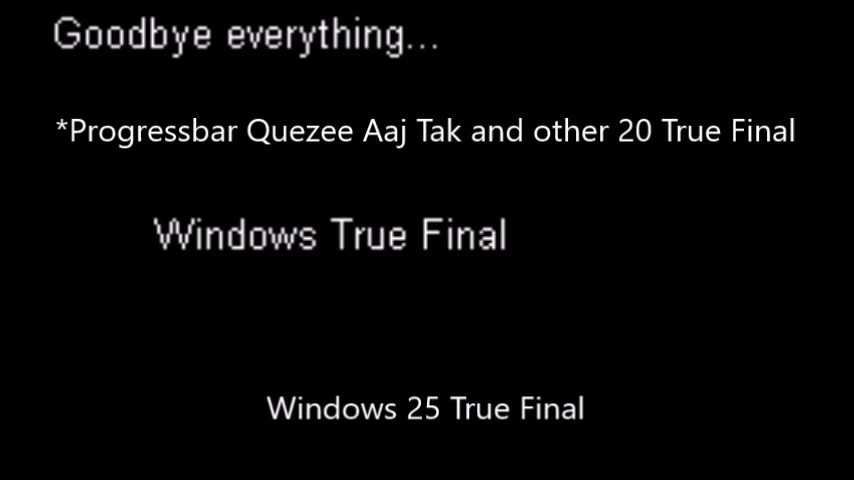 Goodbye everything...
*Progressbar Quezee Aaj Tak and other 20 True Final
Windows True Final
Windows 25 True Final